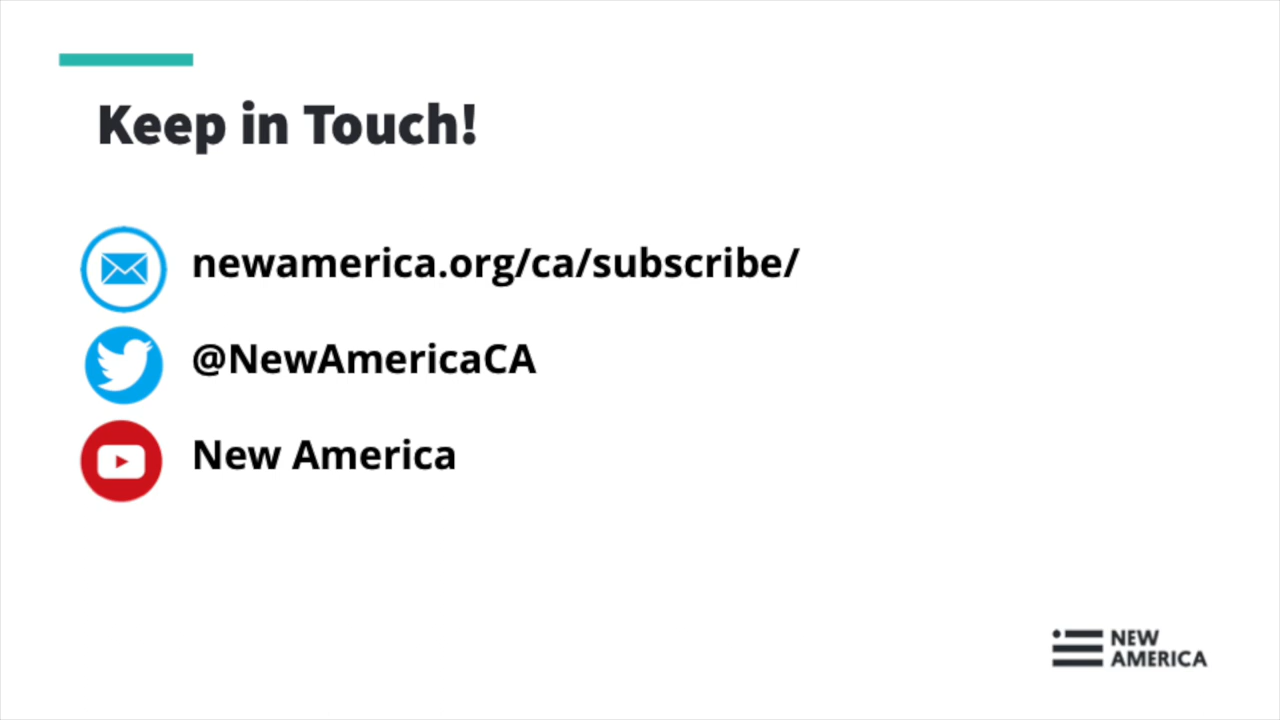 Keep in Touch!
newamerica.org/ca/subscribe/
@NewAmericaCA
New America
NEW
AMERICA